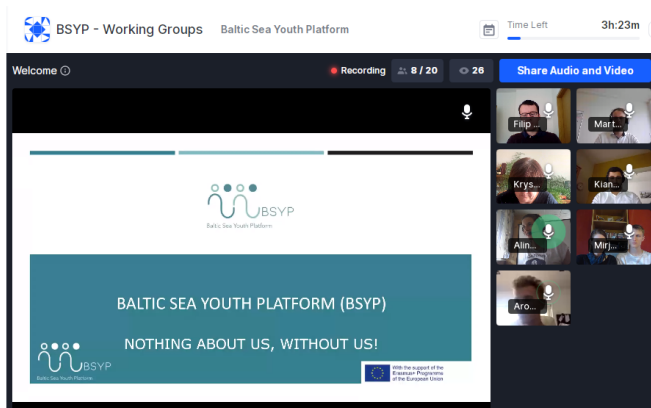 BSYP - Working Groups
Baltic Sea Youth Platform
Time Left
3h:23m
Welcome
Recording
8 / 20
26
Share Audio and Video
Filip ...
Mart...
Krys...
Kian...
Alin...
Mirj...
Aro...
BSYP
Baltic Sea Youth Platform
BALTIC SEA YOUTH PLATFORM (BSYP)
NOTHING ABOUT US, WITHOUT US!
BSYP
Baltic Sea Youth Platform
With the support of the
Erasmus+ Programme
of the European Union